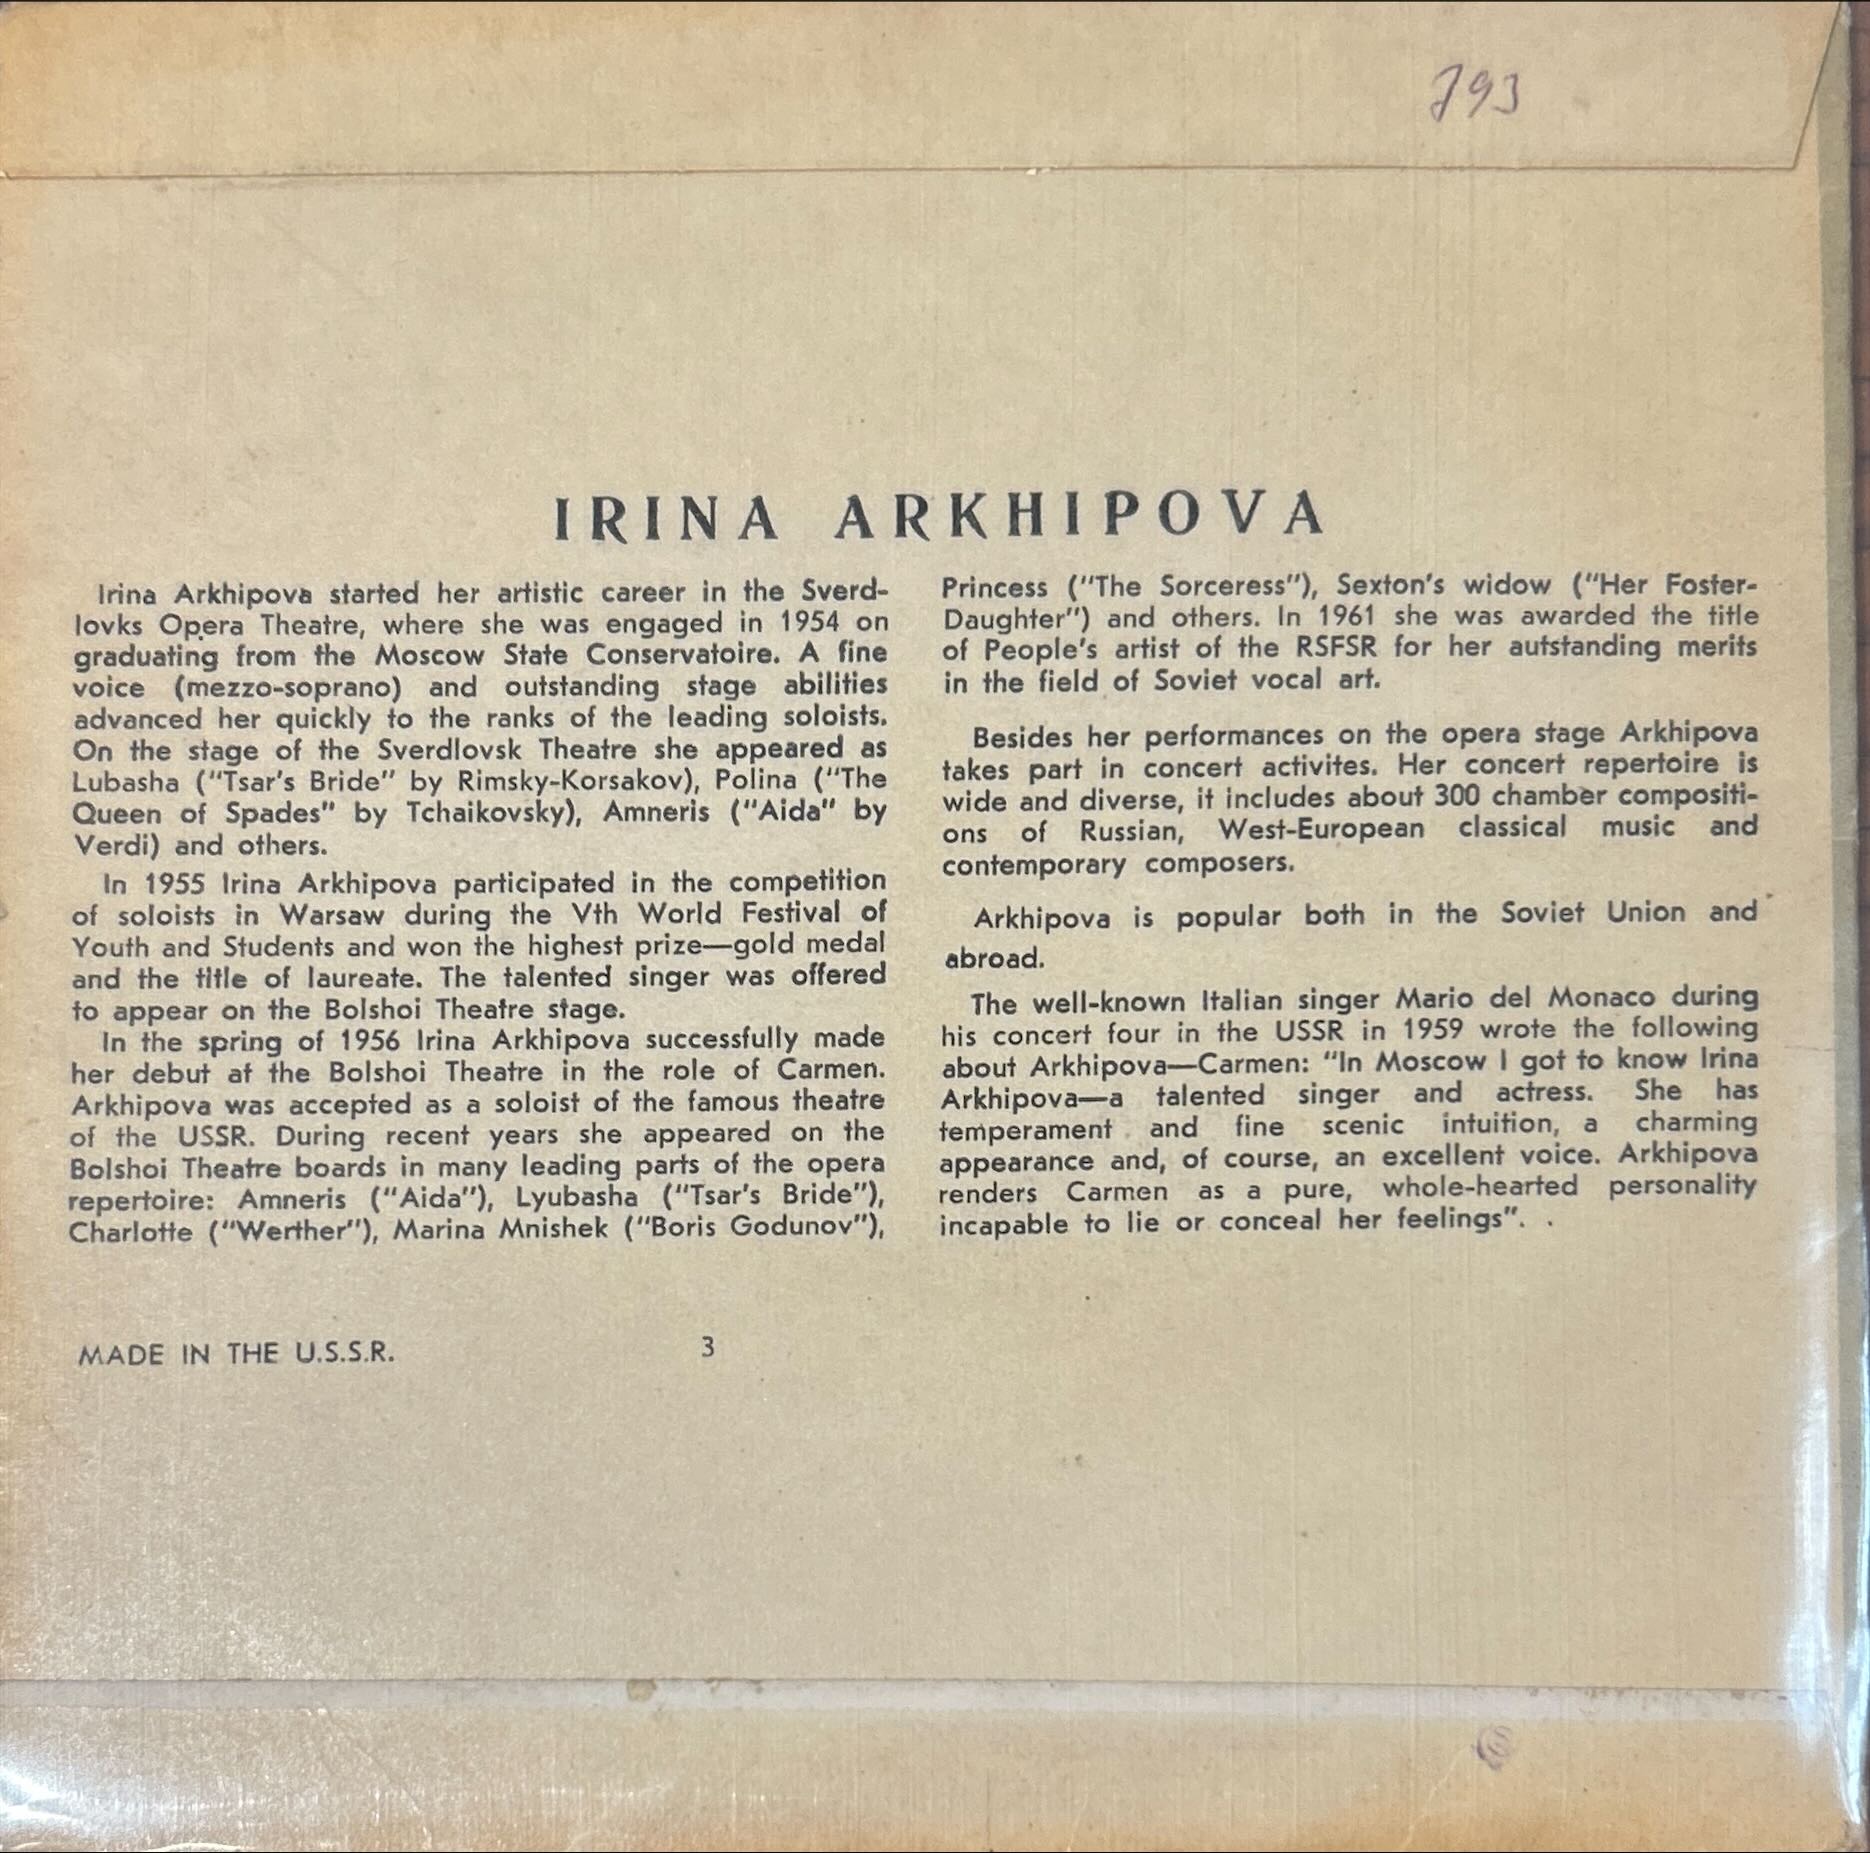 793
IRINA ARKHIPOVA
Irina Arkhipova started her artistic career in the Sverd-
lovks Opera Theatre, where she was engaged in 1954 on
graduating from the Moscow State Conservatoire. A fine
voice (mezzo-soprano) and outstanding stage abilities
advanced her quickly to the ranks of the leading soloists.
On the stage of the Sverdlovsk Theatre she appeared as
Lubasha ("Tsar's Bride" by Rimsky-Korsakov), Polina ("The
Queen of Spades" by Tchaikovsky), Amneris ("Aida" by
Verdi) and others.
In 1955 Irina Arkhipova participated in the competition
of soloists in Warsaw during the Vth World Festival of
Youth and Students and won the highest prize—gold medal
and the title of laureate. The talented singer was offered
to appear on the Bolshoi Theatre stage.
In the spring of 1956 Irina Arkhipova successfully made
her debut at the Bolshoi Theatre in the role of Carmen.
Arkhipova was accepted as a soloist of the famous theatre
of the USSR. During recent years she appeared on the
Bolshoi Theatre boards in many leading parts of the opera
repertoire: Amneris ("Aida"), Lyubasha ("Tsar's Bride"),
Charlotte ("Werther"), Marina Mnishek ("Boris Godunov"),
Princess ("The Sorceress"), Sexton's widow ("Her Foster-
Daughter") and others. In 1961 she was awarded the title
of People's artist of the RSFSR for her autstanding merits
in the field of Soviet vocal art.
Besides her performances on the opera stage Arkhipova
takes part in concert activites. Her concert repertoire is
wide and diverse, it includes about 300 chamber compositi-
ons of Russian, West-European classical music and
contemporary composers.
Arkhipova is popular both in the Soviet Union and
abroad.
The well-known Italian singer Mario del Monaco during
his concert four in the USSR in 1959 wrote the following
about Arkhipova—Carmen: "In Moscow I got to know Irina
Arkhipova—a talented singer and actress. She has
temperament and fine scenic intuition, a charming
appearance and, of course, an excellent voice. Arkhipova
renders Carmen as a pure, whole-hearted personality
incapable to lie or conceal her feelings". .
MADE IN THE U.S.S.R. 3